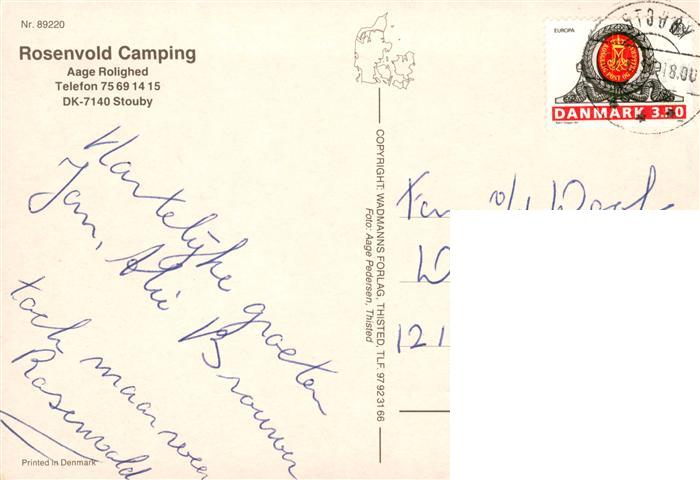 Nr. 89220
Rosenvold Camping
Aage Rolighed
Telefon 75 69 14 15
DK-7140 Stouby
Hartelijke groeten
Jan, Alie Brouwer
toch maar weer
Rosenvold
Printed in Denmark
COPYRIGHT: WADMANNS FORLAG, THISTED, TLF. 97 92 31 66
Foto: Aage Pedersen, Thisted
EUROPA
DANMARK 3.50
STOUBY
Fam. v/d
121